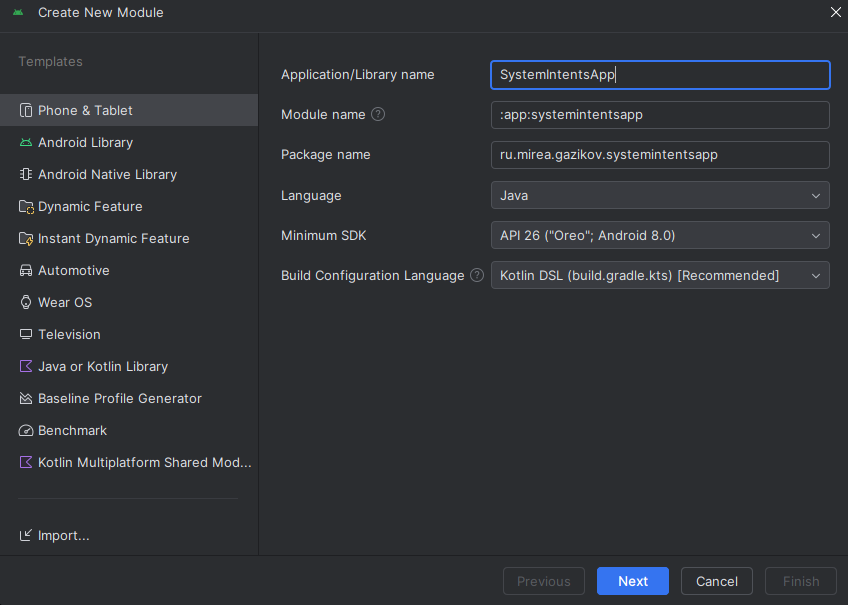 Create New Module
Templates
Phone & Tablet
Android Library
Android Native Library
Dynamic Feature
Instant Dynamic Feature
Automotive
Wear OS
Television
Java or Kotlin Library
Baseline Profile Generator
Benchmark
Kotlin Multiplatform Shared Mod...
Import...
Application/Library name SystemIntentsApp
Module name ? :app:systemintentsapp
Package name ru.mirea.gazikov.systemintentsapp
Language Java
Minimum SDK API 26 ("Oreo"; Android 8.0)
Build Configuration Language ? Kotlin DSL (build.gradle.kts) [Recommended]
Previous Next Cancel Finish